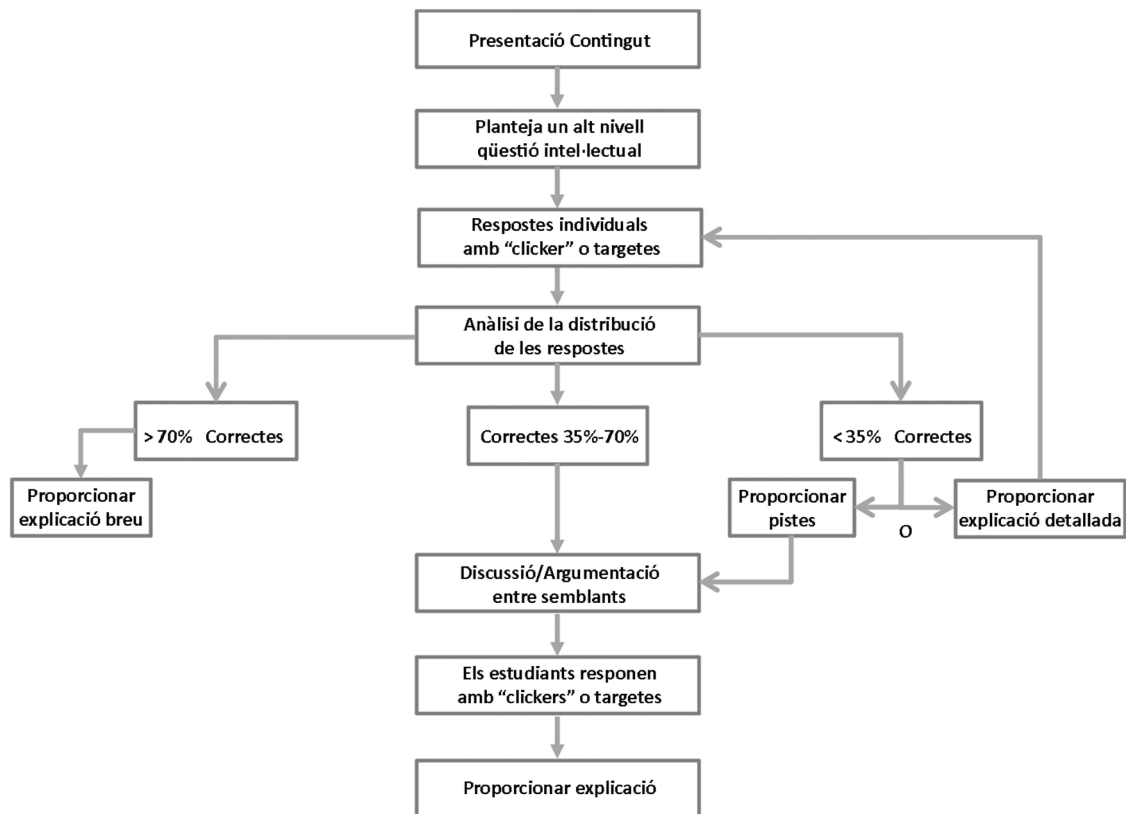 Presentació Contingut
Planteja un alt nivell
qüestió intel·lectual
Respostes individuals
amb “clicker” o targetes
Anàlisi de la distribució
de les respostes
>70% Correctes
Correctes 35%-70%
<35% Correctes
Proporcionar
explicació breu
Proporcionar
pistes
O
Proporcionar
explicació detallada
Discussió/Argumentació
entre semblants
Els estudiants responen
amb “clickers” o targetes
Proporcionar explicació